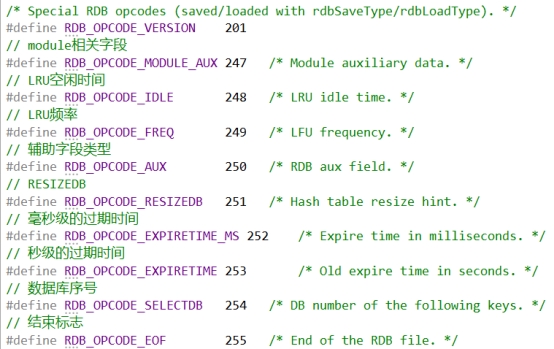 /* Special RDB opcodes (saved/loaded with rdbSaveType/rdbLoadType). */
#define RDB_OPCODE_VERSION 201
// module相关字段
#define RDB_OPCODE_MODULE_AUX 247 /* Module auxiliary data. */
// LRU空闲时间
#define RDB_OPCODE_IDLE 248 /* LRU idle time. */
// LRU频率
#define RDB_OPCODE_FREQ 249 /* LFU frequency. */
// 辅助字段类型
#define RDB_OPCODE_AUX 250 /* RDB aux field. */
// RESIZEDB
#define RDB_OPCODE_RESIZEDB 251 /* Hash table resize hint. */
// 毫秒级的过期时间
#define RDB_OPCODE_EXPIRETIME_MS 252 /* Expire time in milliseconds. */
// 秒级的过期时间
#define RDB_OPCODE_EXPIRETIME 253 /* Old expire time in seconds. */
// 数据库序号
#define RDB_OPCODE_SELECTDB 254 /* DB number of the following keys. */
// 结束标志
#define RDB_OPCODE_EOF 255 /* End of the RDB file. */